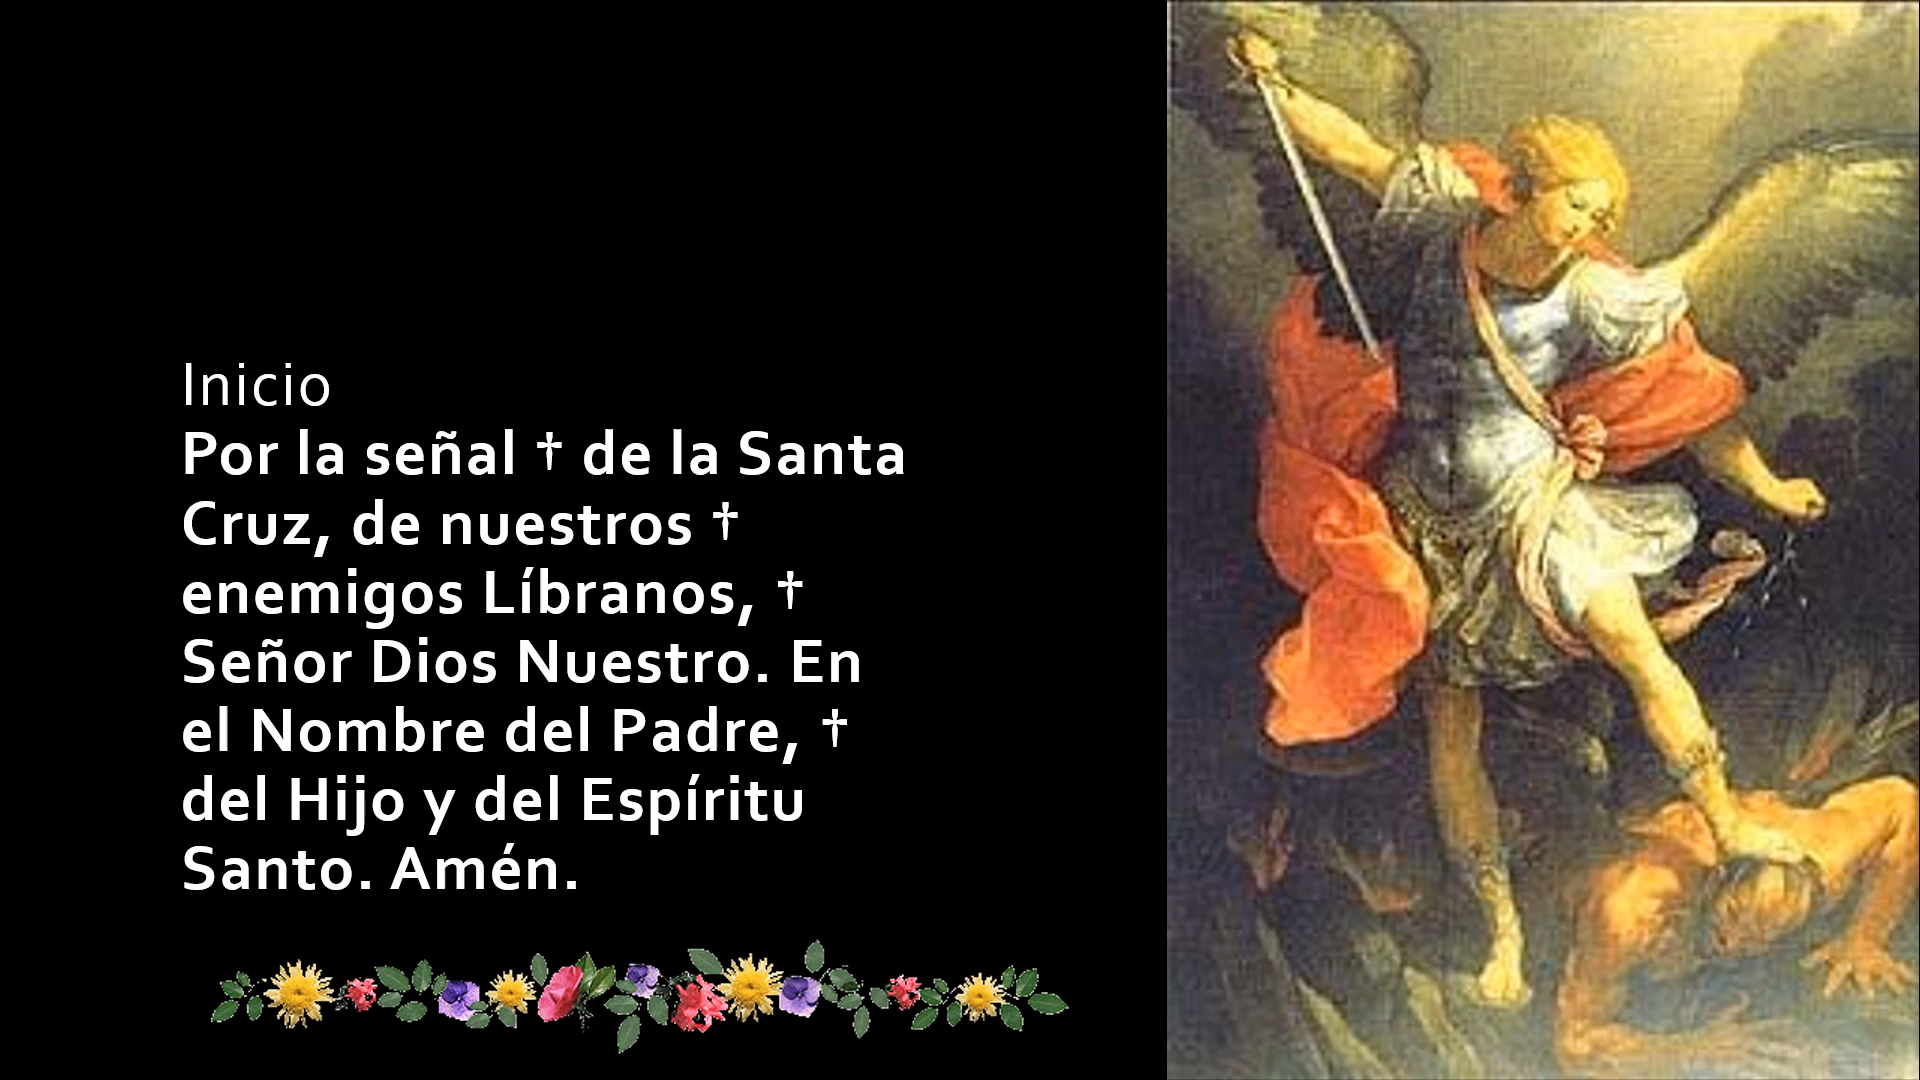 Inicio
Por la señal † de la Santa
Cruz, de nuestros †
enemigos Líbranos, †
Señor Dios Nuestro. En
el Nombre del Padre, †
del Hijo y del Espíritu
Santo. Amén.